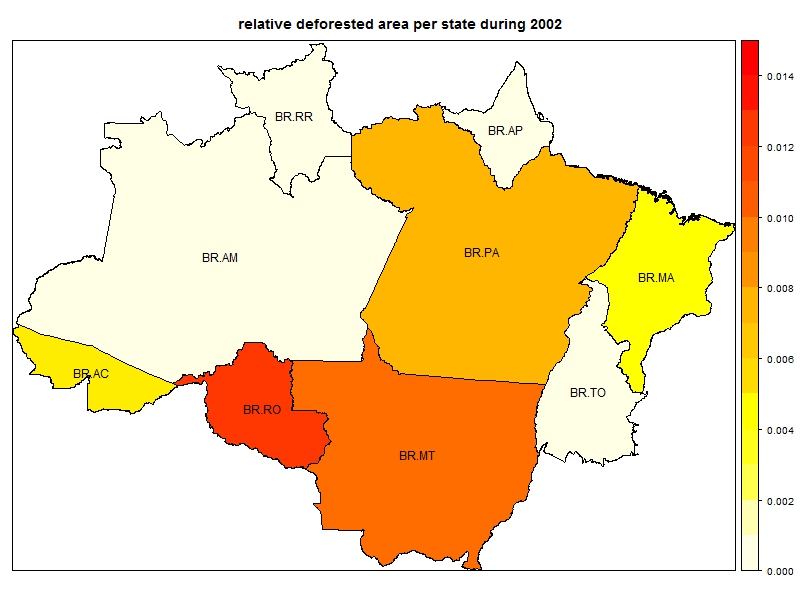 relative deforested area per state during 2002
BR.RR
BR.AP
BR.AM
BR.PA
BR.MA
BR.AC
BR.TO
BR.RO
BR.MT
0.014
0.012
0.010
0.008
0.006
0.004
0.002
0.000